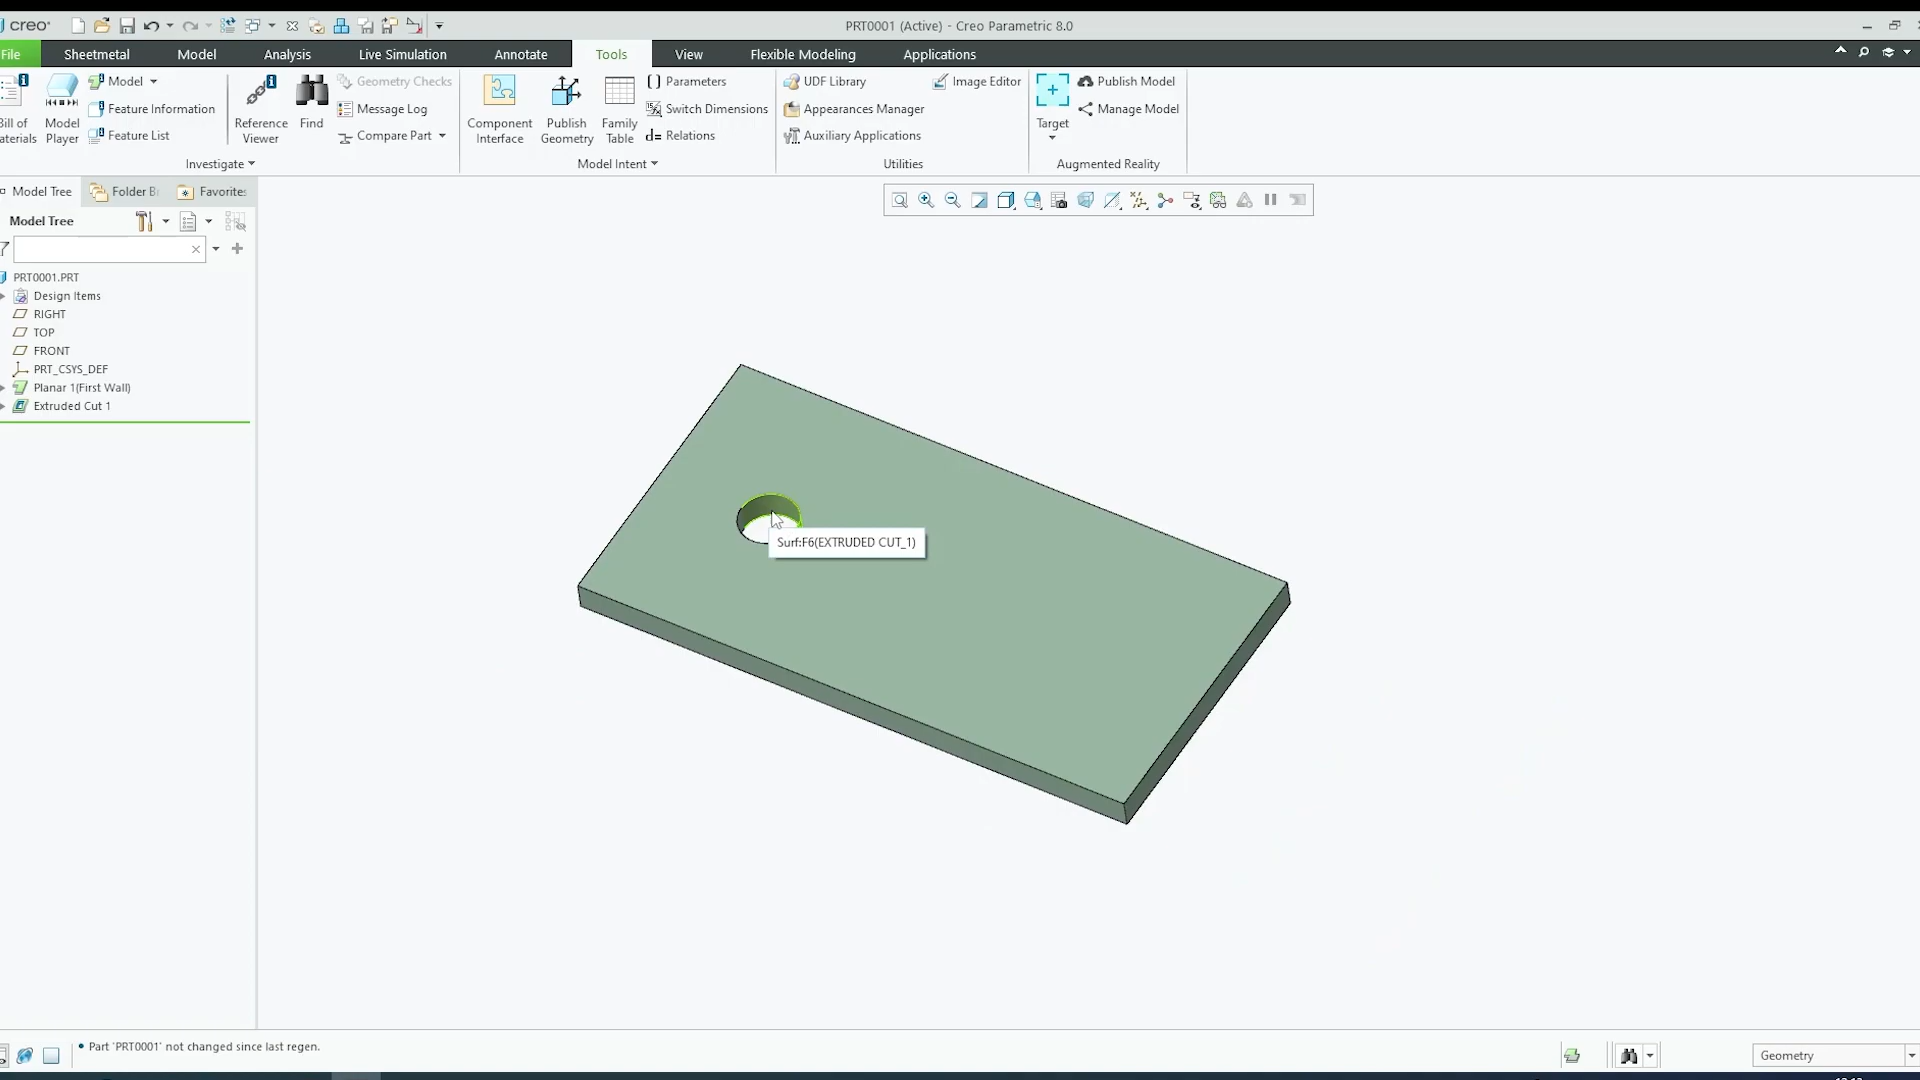 creo
PRT0001 (Active) - Creo Parametric 8.0
File
Sheetmetal
Model
Analysis
Live Simulation
Annotate
Tools
View
Flexible Modeling
Applications
Bill of
Materials
Model
Player
Model
Feature Information
Feature List
Reference
Viewer
Find
Geometry Checks
Message Log
Compare Part
Investigate
Component
Interface
Publish
Geometry
Family
Table
Parameters
Switch Dimensions
d= Relations
Model Intent
UDF Library
Appearances Manager
Auxiliary Applications
Image Editor
Utilities
Target
Publish Model
Manage Model
Augmented Reality
Model Tree
Folder B
Favorites
Model Tree
PRT0001.PRT
Design Items
RIGHT
TOP
FRONT
PRT_CSYS_DEF
Planar 1(First Wall)
Extruded Cut 1
Surf:F6(EXTRUDED CUT_1)
• Part 'PRT0001' not changed since last regen.
Geometry